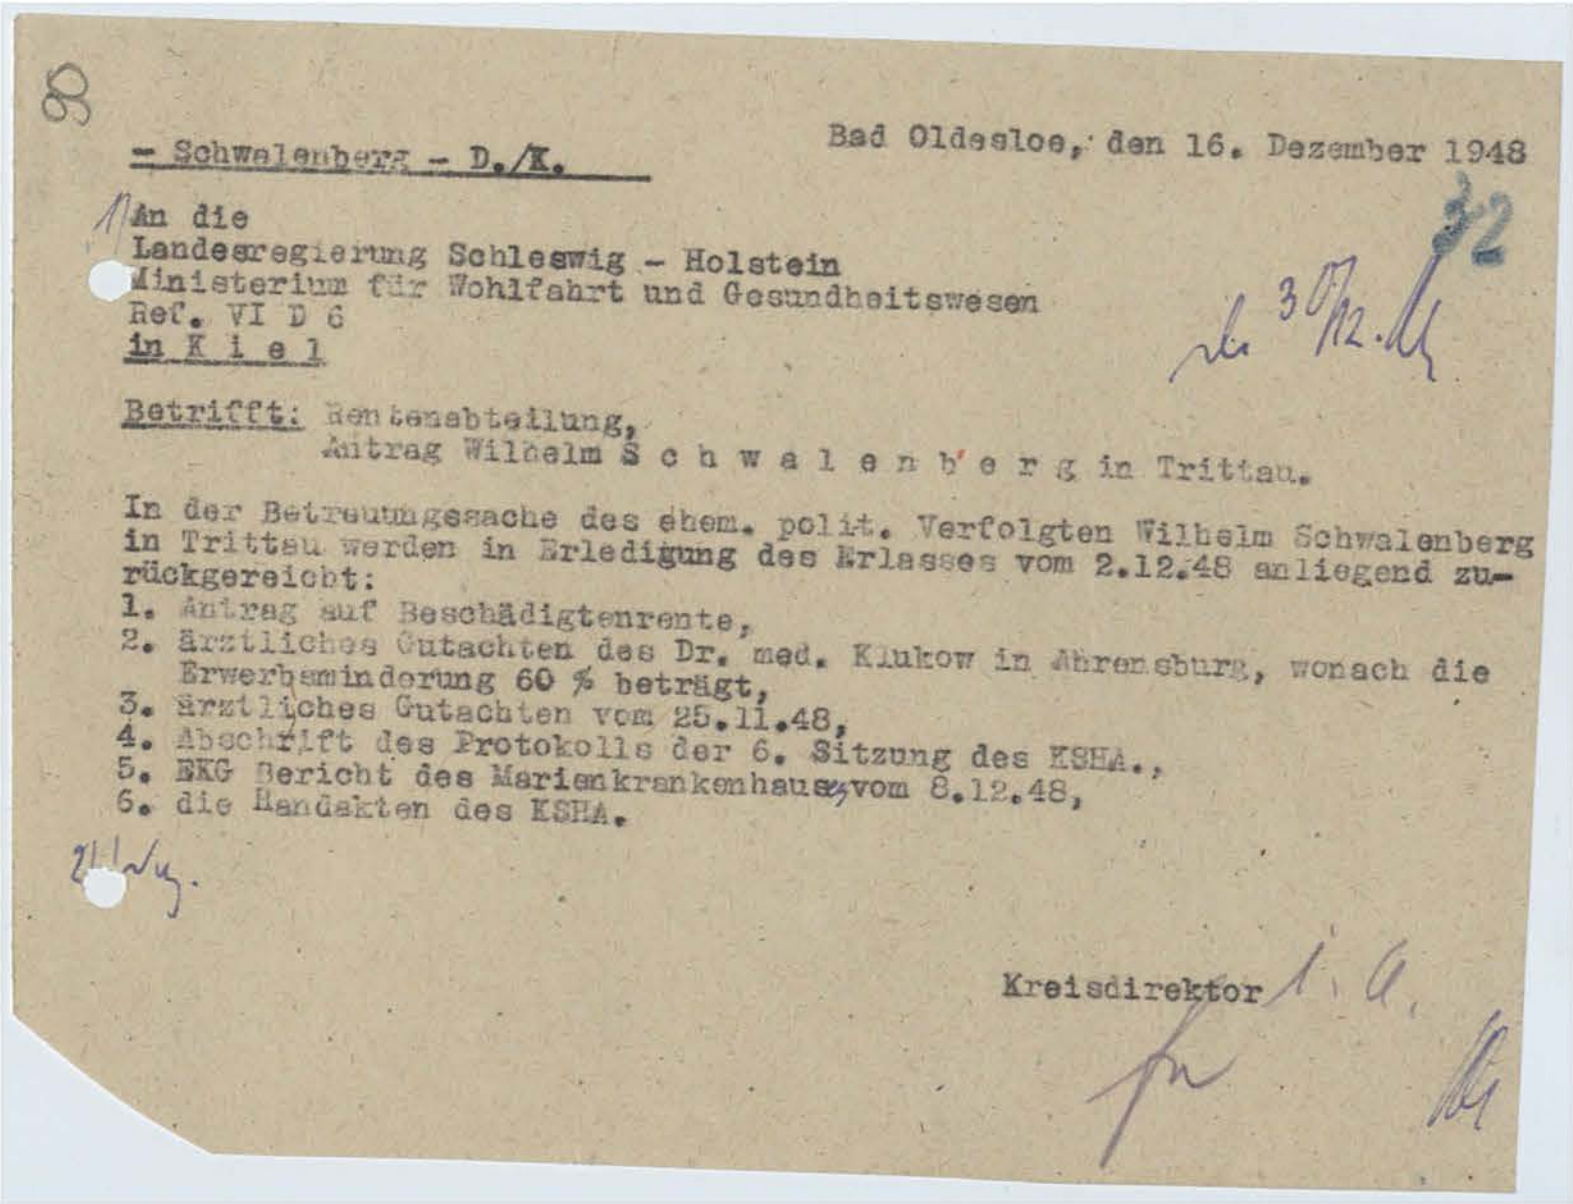 - Schwalenberg - D./K.
Bad Oldesloe, den 16. Dezember 1948
32
1) An die
Landesregierung Schleswig - Holstein
Ministerium für Wohlfahrt und Gesundheitswesen
Ref. VI D 6
in K i e l
30/12.
Betrifft: Rentenabteilung,
Antrag Wilhelm S c h w a l e n b e r g in Trittau.
In der Betreuungssache des ehem. polit. Verfolgten Wilhelm Schwalenberg
in Trittau werden in Erledigung des Erlasses vom 2.12.48 anliegend zu-
rückgereicht:
1. Antrag auf Beschädigtenrente,
2. ärztliches Gutachten des Dr. med. Klukow in Ahrensburg, wonach die
Erwerbsminderung 60 % beträgt,
3. ärztliches Gutachten vom 25.11.48,
4. Abschrift des Protokolls der 6. Sitzung des KSHA.,
5. EKG Bericht des Marienkrankenhauses vom 8.12.48,
6. die Handakten des KSHA.
Kreisdirektor i. A.